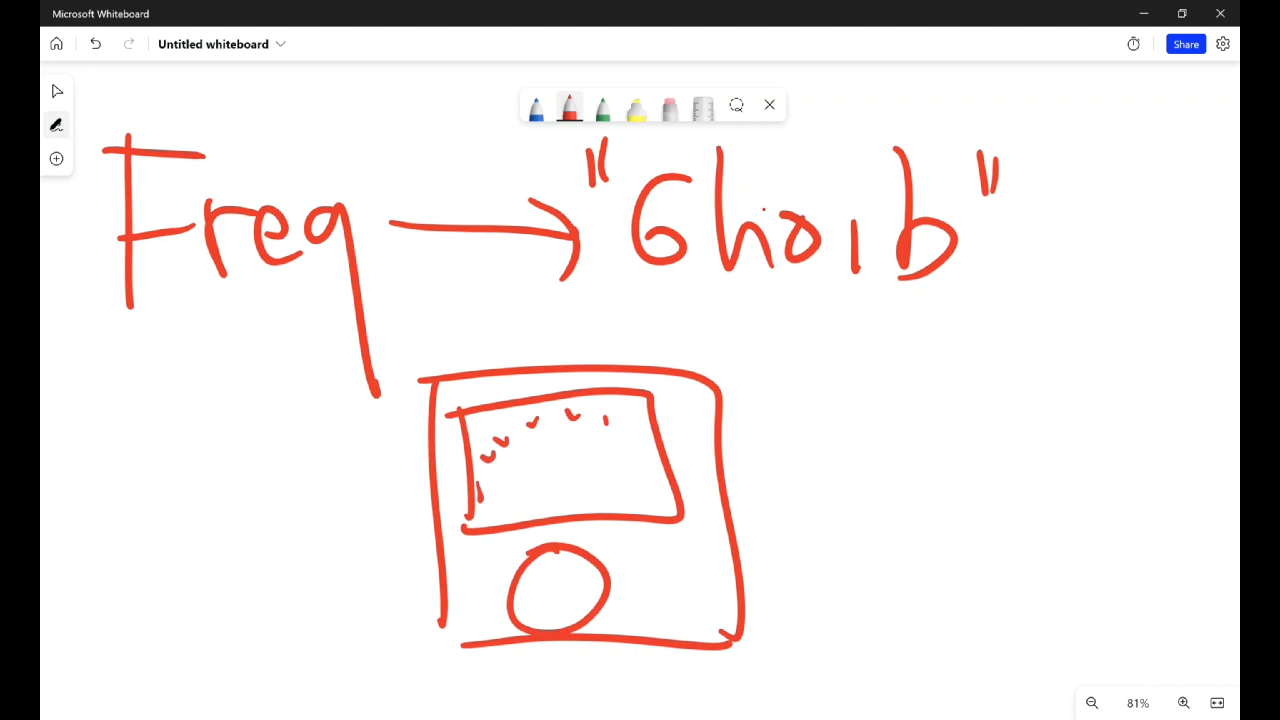 Microsoft Whiteboard
Untitled whiteboard
Share
Freq → "Ghoib"
81%